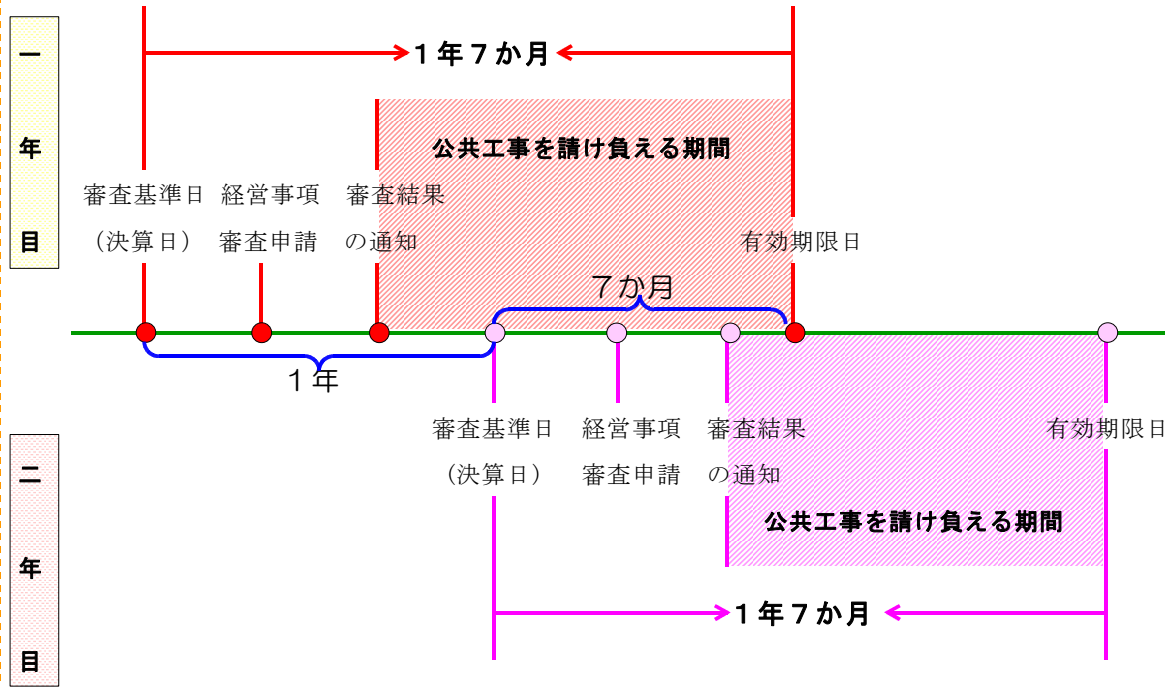 一年目
１年７か月
公共工事を請け負える期間
審査基準日
（決算日）
経営事項
審査申請
審査結果
の通知
有効期限日
７か月
１年
二年目
審査基準日
（決算日）
経営事項
審査申請
審査結果
の通知
有効期限日
公共工事を請け負える期間
１年７か月